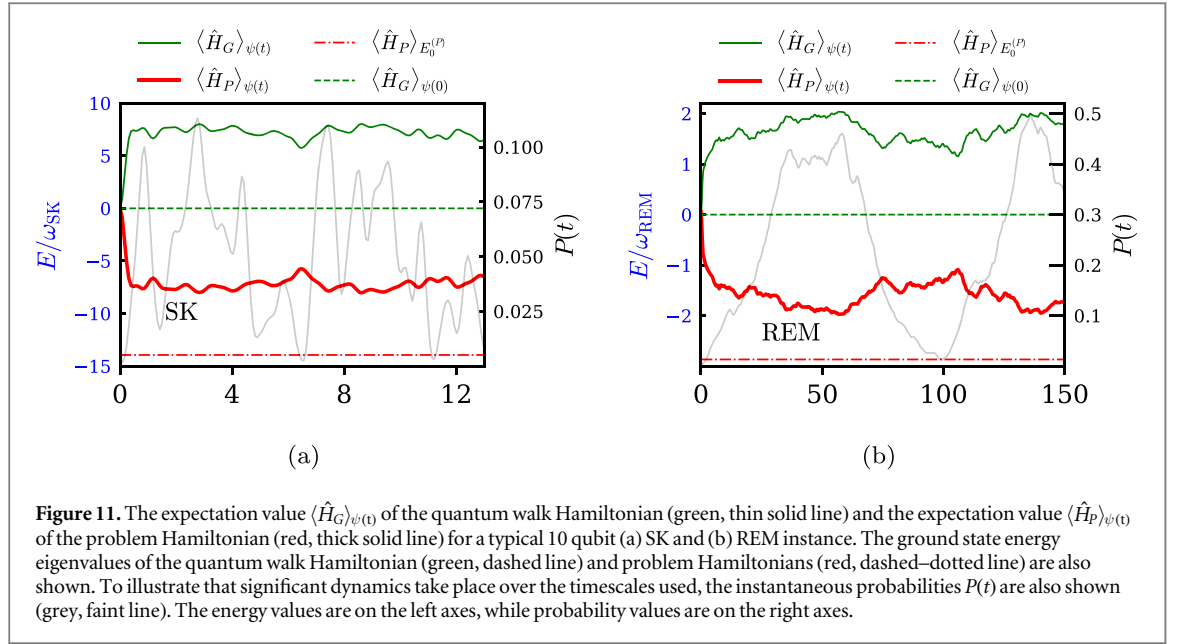 ⟨Ĥ_G⟩_ψ(t) ⟨Ĥ_P⟩_E₀^(P)
⟨Ĥ_P⟩_ψ(t) ⟨Ĥ_G⟩_ψ(0)
10
5
0
−5
−10
−15
E/ω_SK
0.100
0.075
0.050
0.025
P(t)
SK
0 4 8 12
(a)
⟨Ĥ_G⟩_ψ(t) ⟨Ĥ_P⟩_E₀^(P)
⟨Ĥ_P⟩_ψ(t) ⟨Ĥ_G⟩_ψ(0)
2
1
0
−1
−2
E/ω_REM
0.5
0.4
0.3
0.2
0.1
P(t)
REM
0 50 100 150
(b)
Figure 11. The expectation value ⟨Ĥ_G⟩_ψ(t) of the quantum walk Hamiltonian (green, thin solid line) and the expectation value ⟨Ĥ_P⟩_ψ(t)
of the problem Hamiltonian (red, thick solid line) for a typical 10 qubit (a) SK and (b) REM instance. The ground state energy
eigenvalues of the quantum walk Hamiltonian (green, dashed line) and problem Hamiltonians (red, dashed–dotted line) are also
shown. To illustrate that significant dynamics take place over the timescales used, the instantaneous probabilities P(t) are also shown
(grey, faint line). The energy values are on the left axes, while probability values are on the right axes.